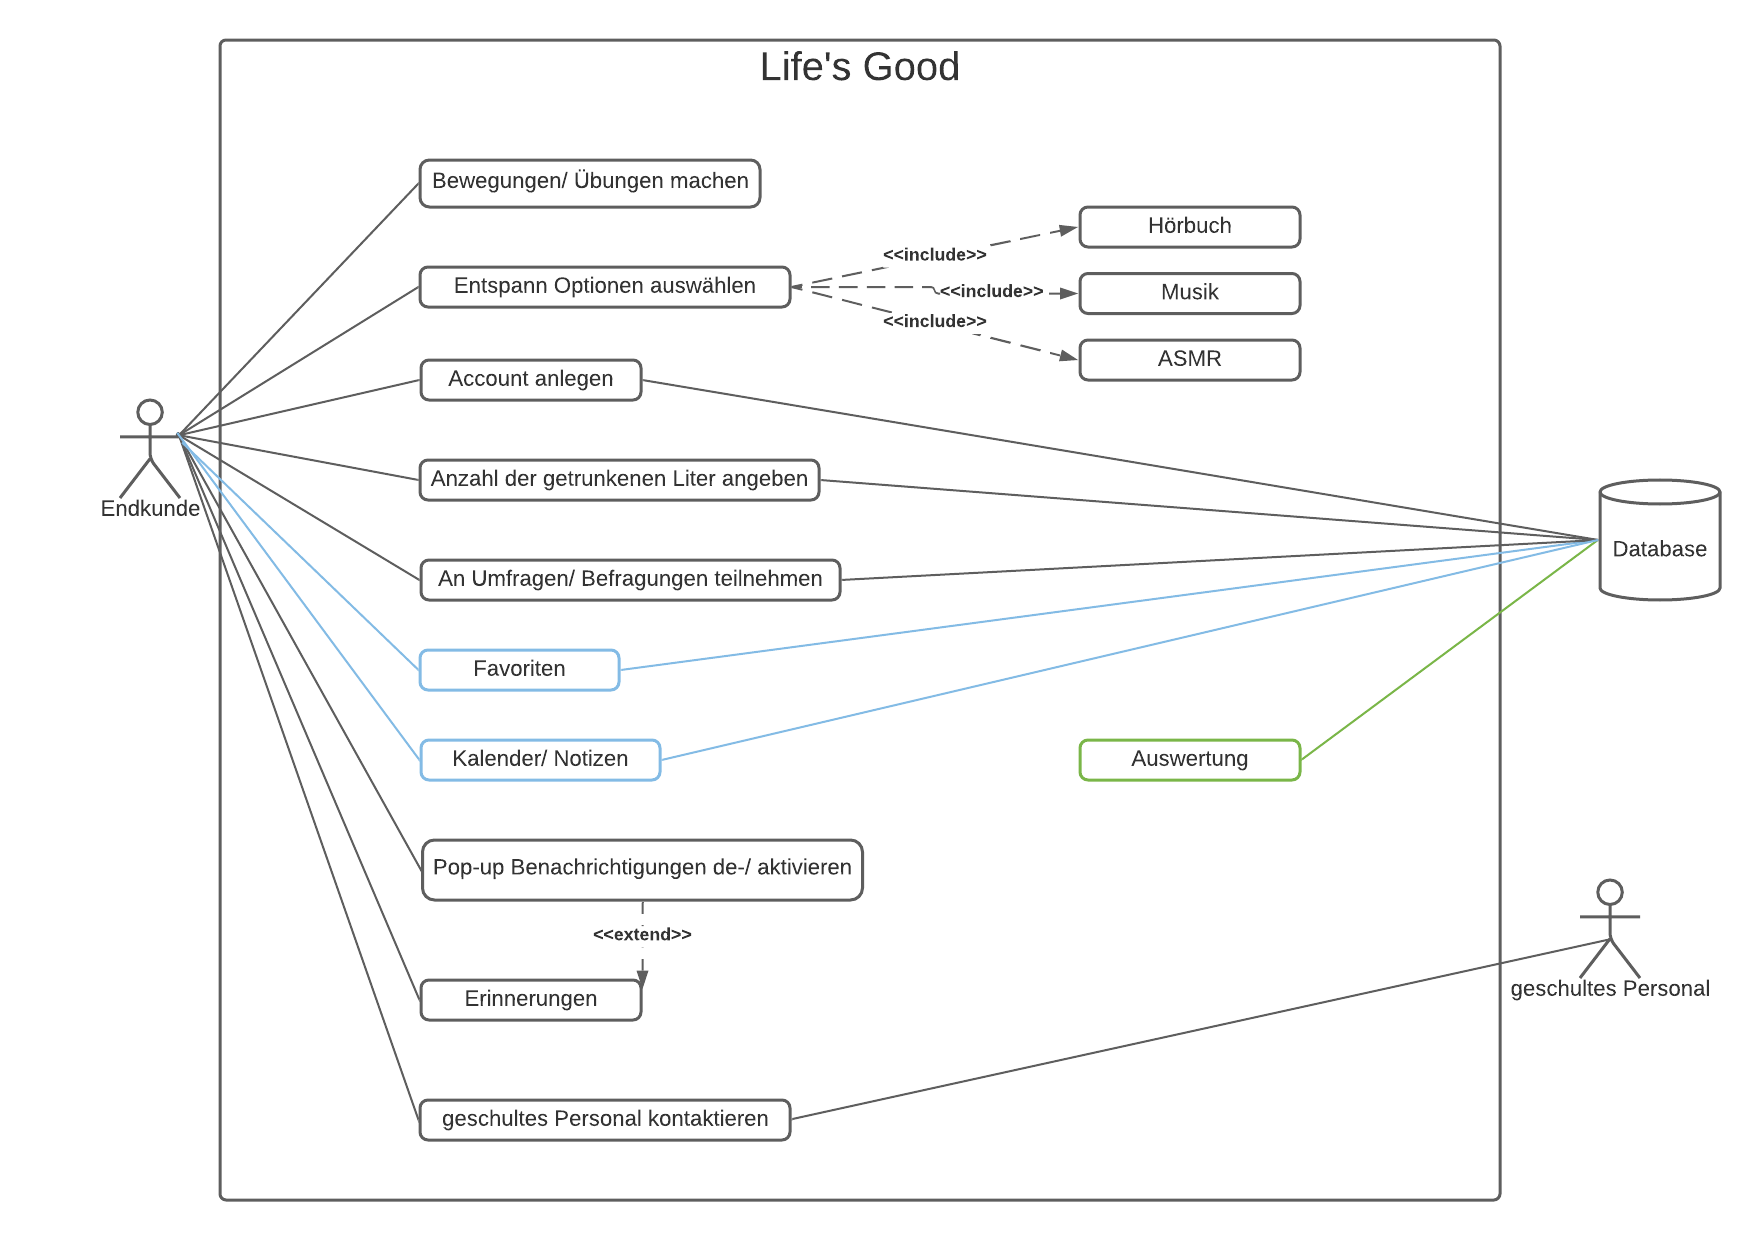 Life's Good
Bewegungen/ Übungen machen
Hörbuch
<<include>>
Entspann Optionen auswählen
<<include>>
Musik
<<include>>
ASMR
Account anlegen
Endkunde
Anzahl der getrunkenen Liter angeben
Database
An Umfragen/ Befragungen teilnehmen
Favoriten
Kalender/ Notizen
Auswertung
Pop-up Benachrichtigungen de-/ aktivieren
<<extend>>
Erinnerungen
geschultes Personal
geschultes Personal kontaktieren